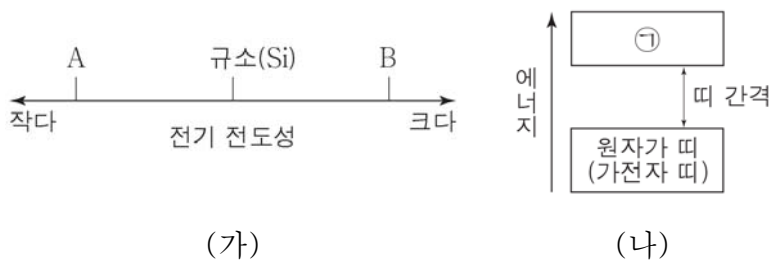 A 규소(Si) B
작다 전기 전도성 크다
(가)
에너지
㉠
띠 간격
원자가 띠
(가전자 띠)
(나)